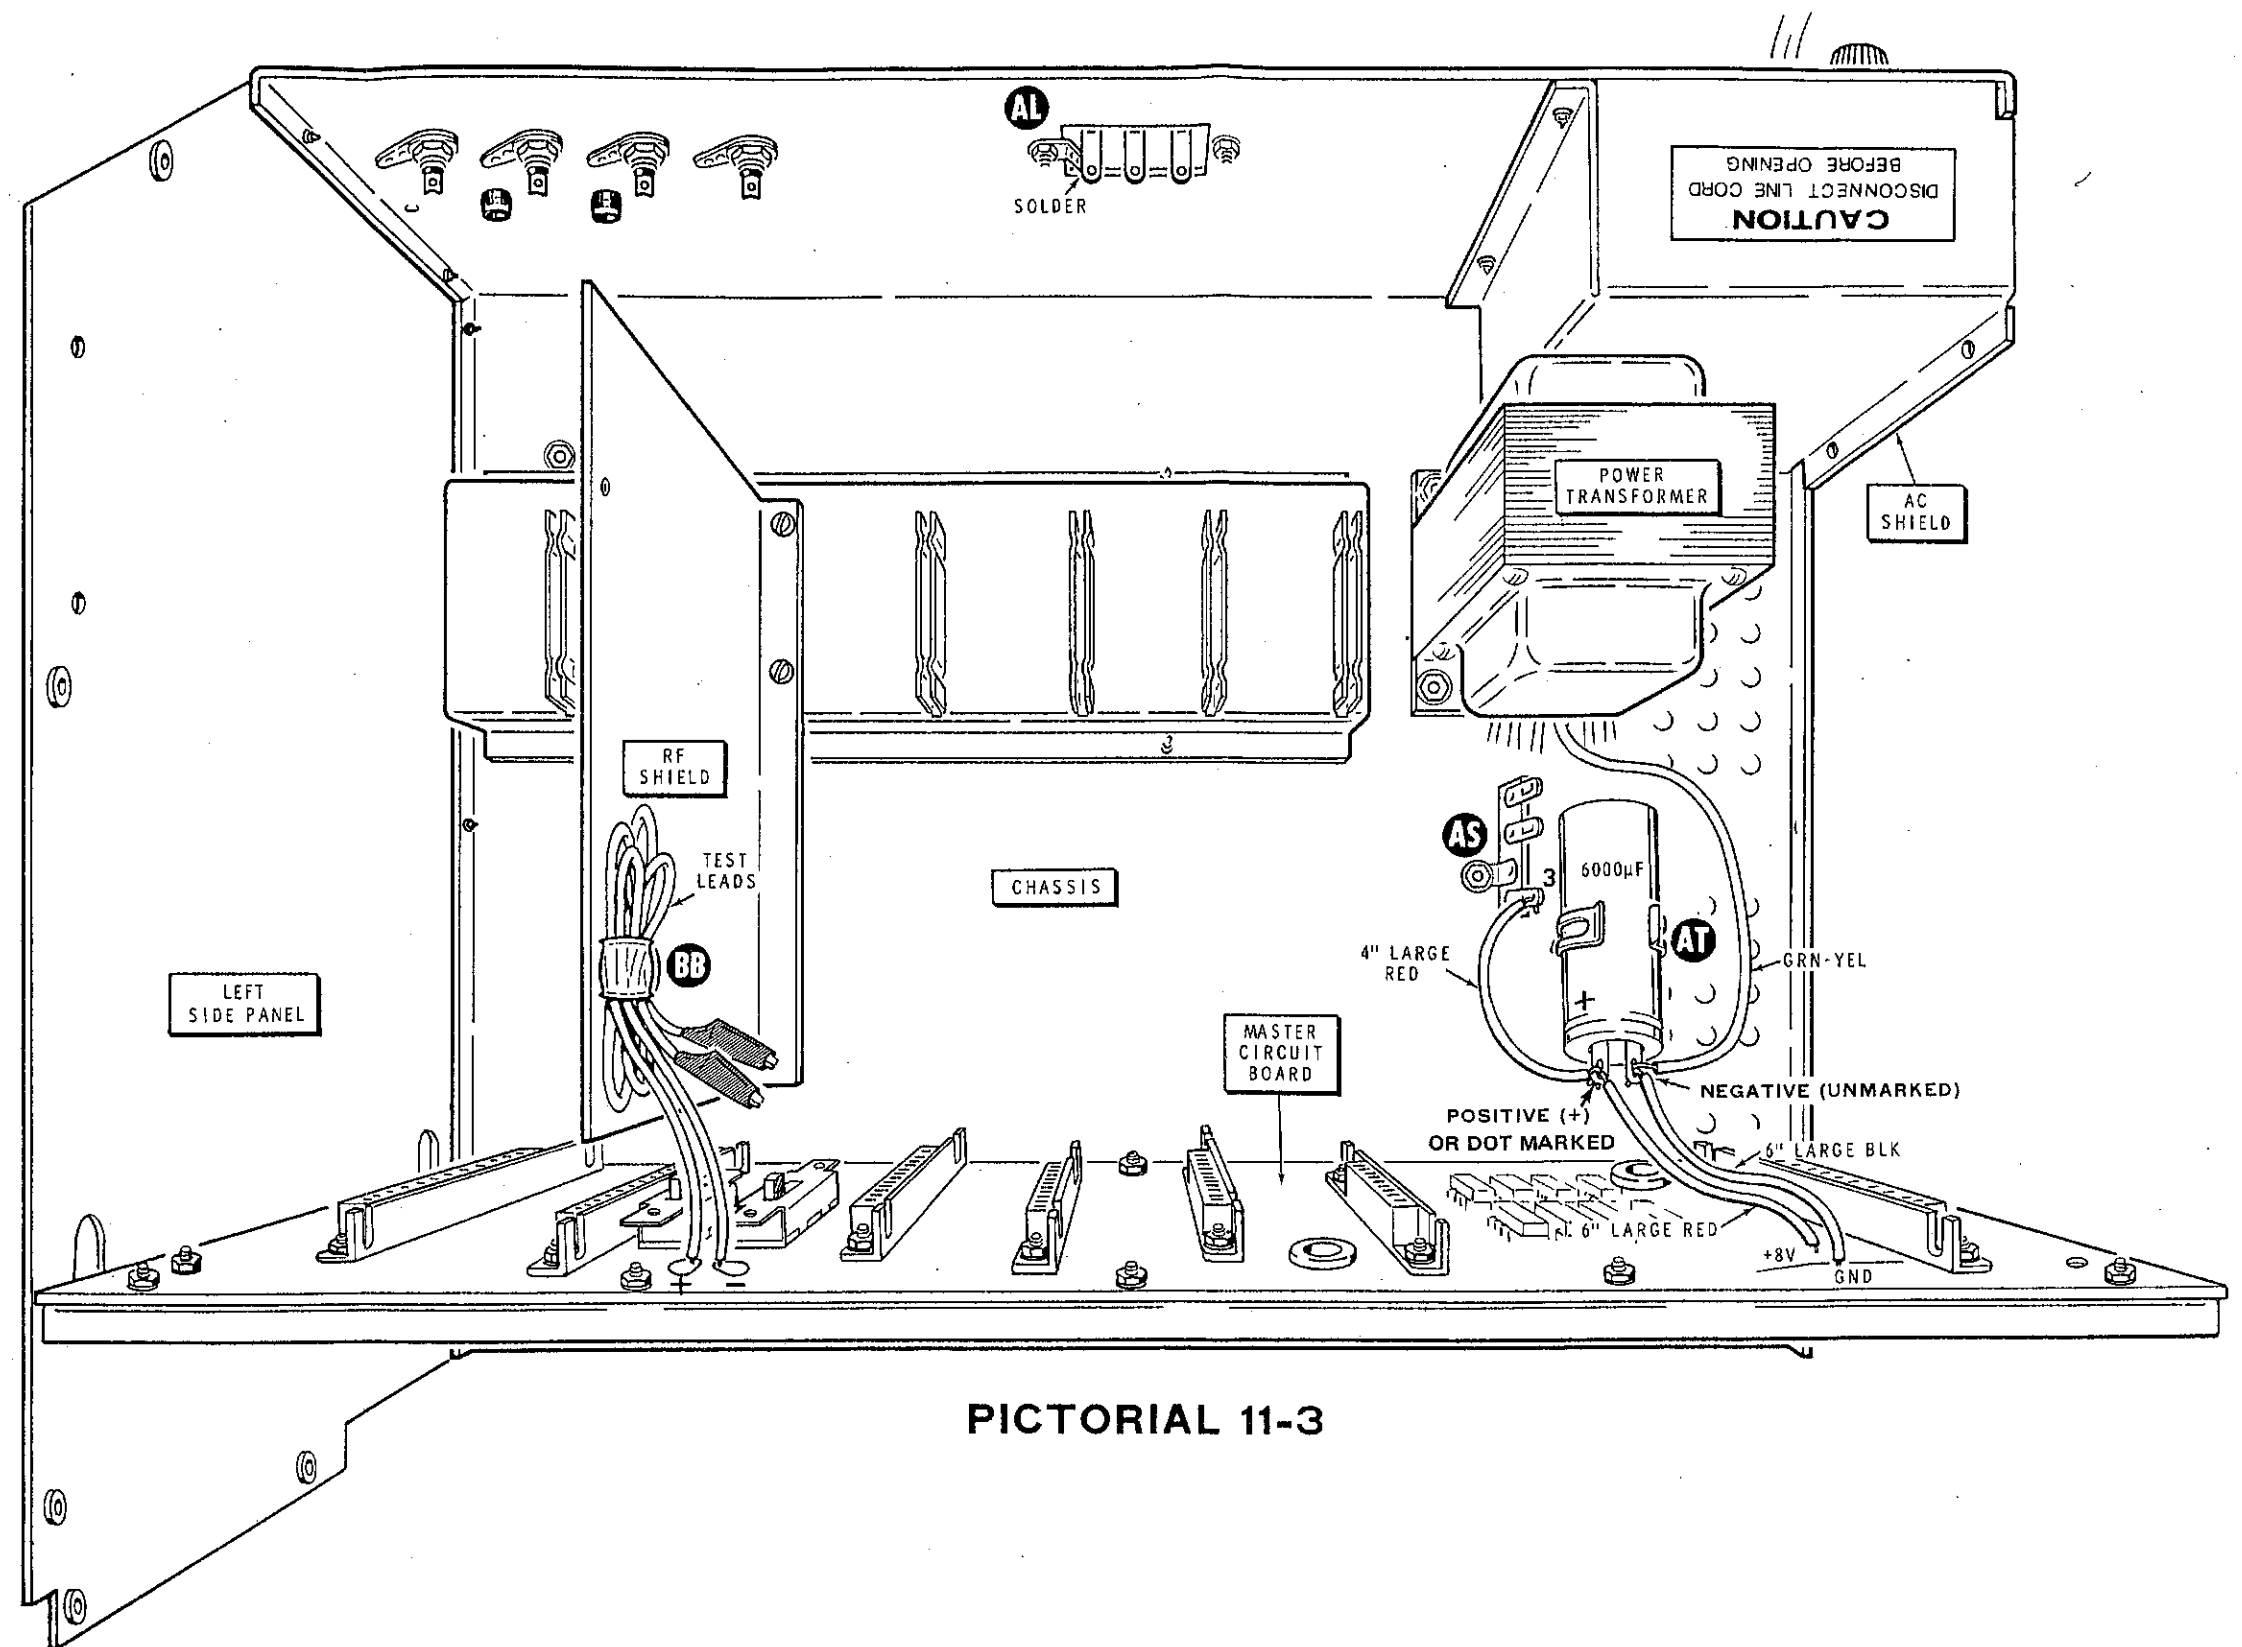 AL
SOLDER
CAUTION
DISCONNECT LINE CORD
BEFORE OPENING
POWER
TRANSFORMER
AC
SHIELD
RF
SHIELD
TEST
LEADS
BB
CHASSIS
AS
3
6000µF
+
AT
4" LARGE
RED
GRN-YEL
LEFT
SIDE PANEL
MASTER
CIRCUIT
BOARD
NEGATIVE (UNMARKED)
POSITIVE (+)
OR DOT MARKED
6" LARGE BLK
6" LARGE RED
+8V
GND
+
−
PICTORIAL 11-3